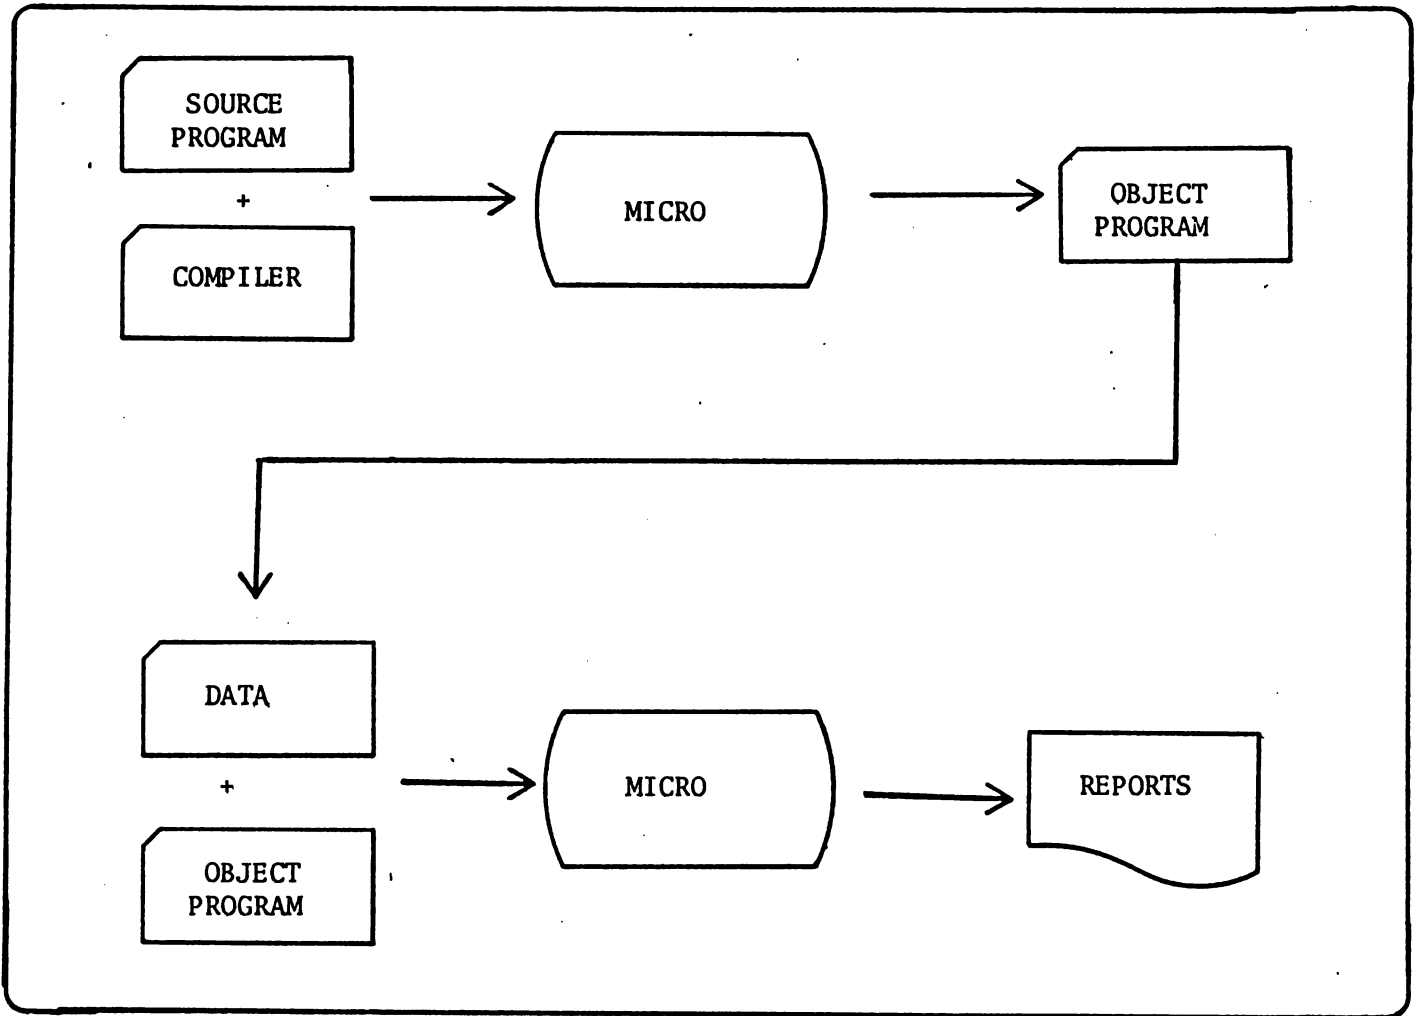 SOURCE
PROGRAM
+
COMPILER
MICRO
OBJECT
PROGRAM
DATA
+
OBJECT
PROGRAM
MICRO
REPORTS